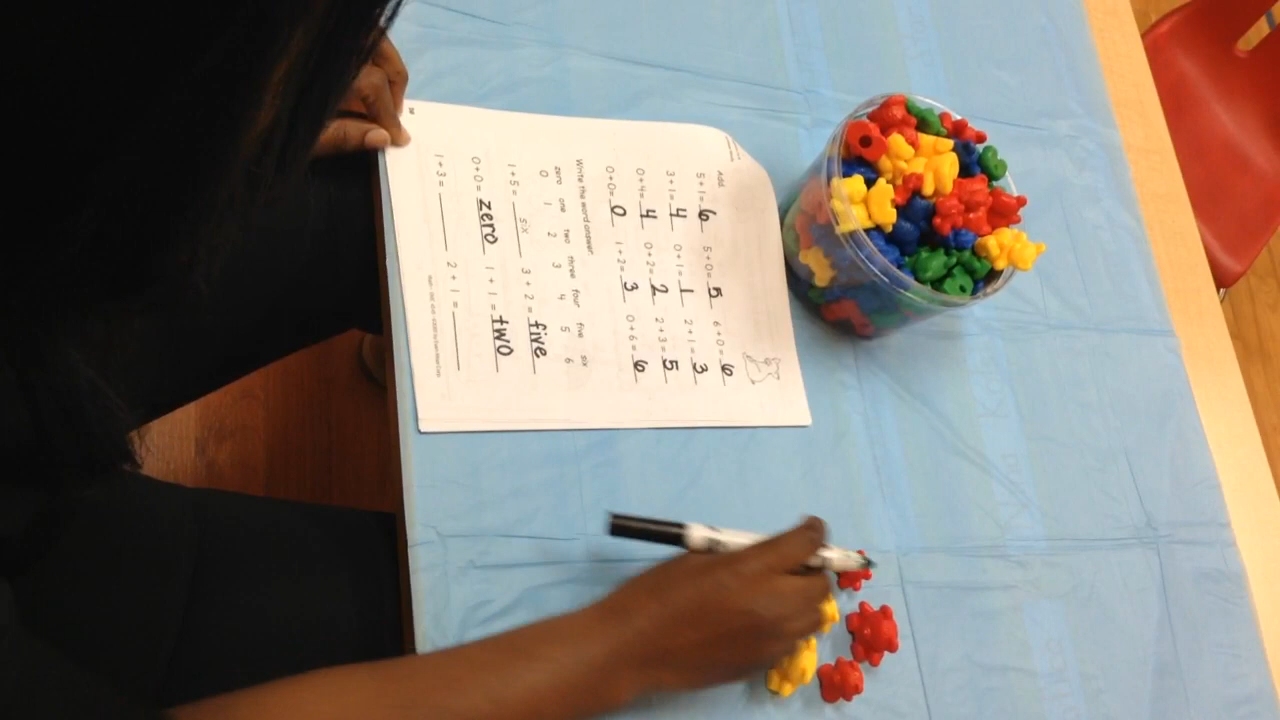 Add.
5 + 1 = 6 5 + 0 = 5 6 + 0 = 6
3 + 1 = 4 0 + 1 = 1 2 + 1 = 3
0 + 4 = 4 0 + 2 = 2 2 + 3 = 5
0 + 0 = 0 1 + 2 = 3 0 + 6 = 6
Write the word answer.
zero one two three four five six
0 1 2 3 4 5 6
1 + 5 = six 3 + 2 = five
0 + 0 = zero 1 + 1 = two
1 + 3 = 2 + 1 =